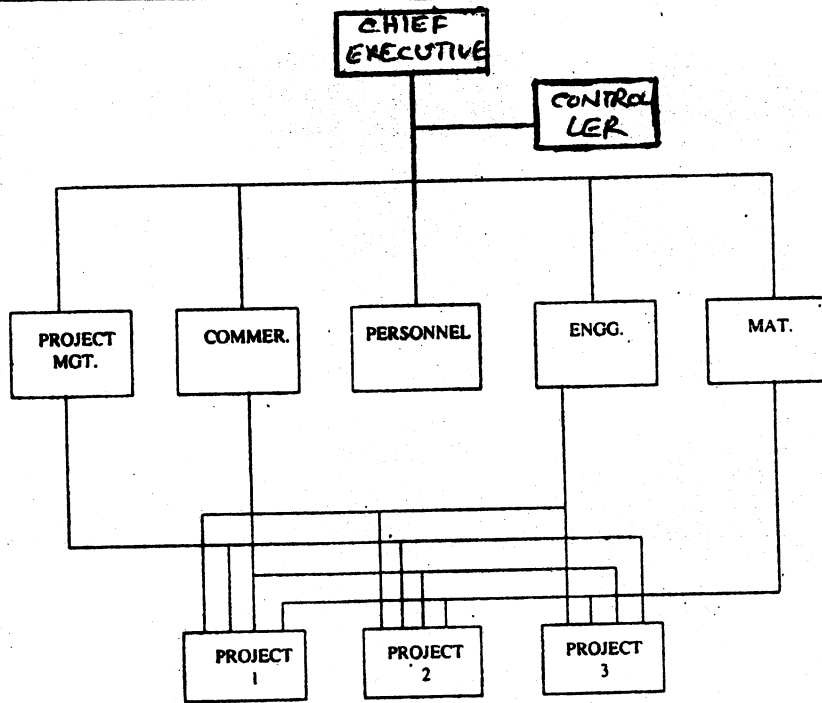 CHIEF
EXECUTIVE
CONTROL
LER
PROJECT
MGT.
COMMER.
PERSONNEL
ENGG.
MAT.
PROJECT
1
PROJECT
2
PROJECT
3